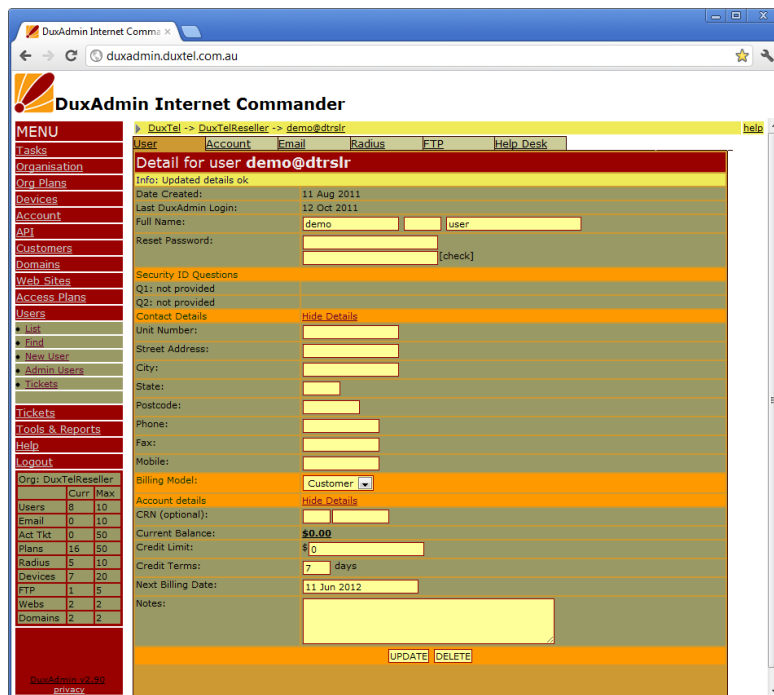 DuxAdmin Internet Comma ×
duxadmin.duxtel.com.au
DuxAdmin Internet Commander
MENU
Tasks
Organisation
Org Plans
Devices
Account
API
Customers
Domains
Web Sites
Access Plans
Users
List
Find
New User
Admin Users
Tickets
Tickets
Tools & Reports
Help
Logout
Org: DuxTelReseller
Curr Max
Users 8 10
Email 0 10
Act Tkt 0 50
Plans 16 50
Radius 5 10
Devices 7 20
FTP 1 5
Webs 2 2
Domains 2 2
DuxAdmin v2.90
privacy
DuxTel -> DuxTelReseller -> demo@dtrslr help
User Account Email Radius FTP Help Desk
Detail for user demo@dtrslr
Info: Updated details ok
Date Created: 11 Aug 2011
Last DuxAdmin Login: 12 Oct 2011
Full Name: demo user
Reset Password:
[check]
Security ID Questions
Q1: not provided
Q2: not provided
Contact Details Hide Details
Unit Number:
Street Address:
City:
State:
Postcode:
Phone:
Fax:
Mobile:
Billing Model: Customer
Account details Hide Details
CRN (optional):
Current Balance: $0.00
Credit Limit: $ 0
Credit Terms: 7 days
Next Billing Date: 11 Jun 2012
Notes:
UPDATE DELETE